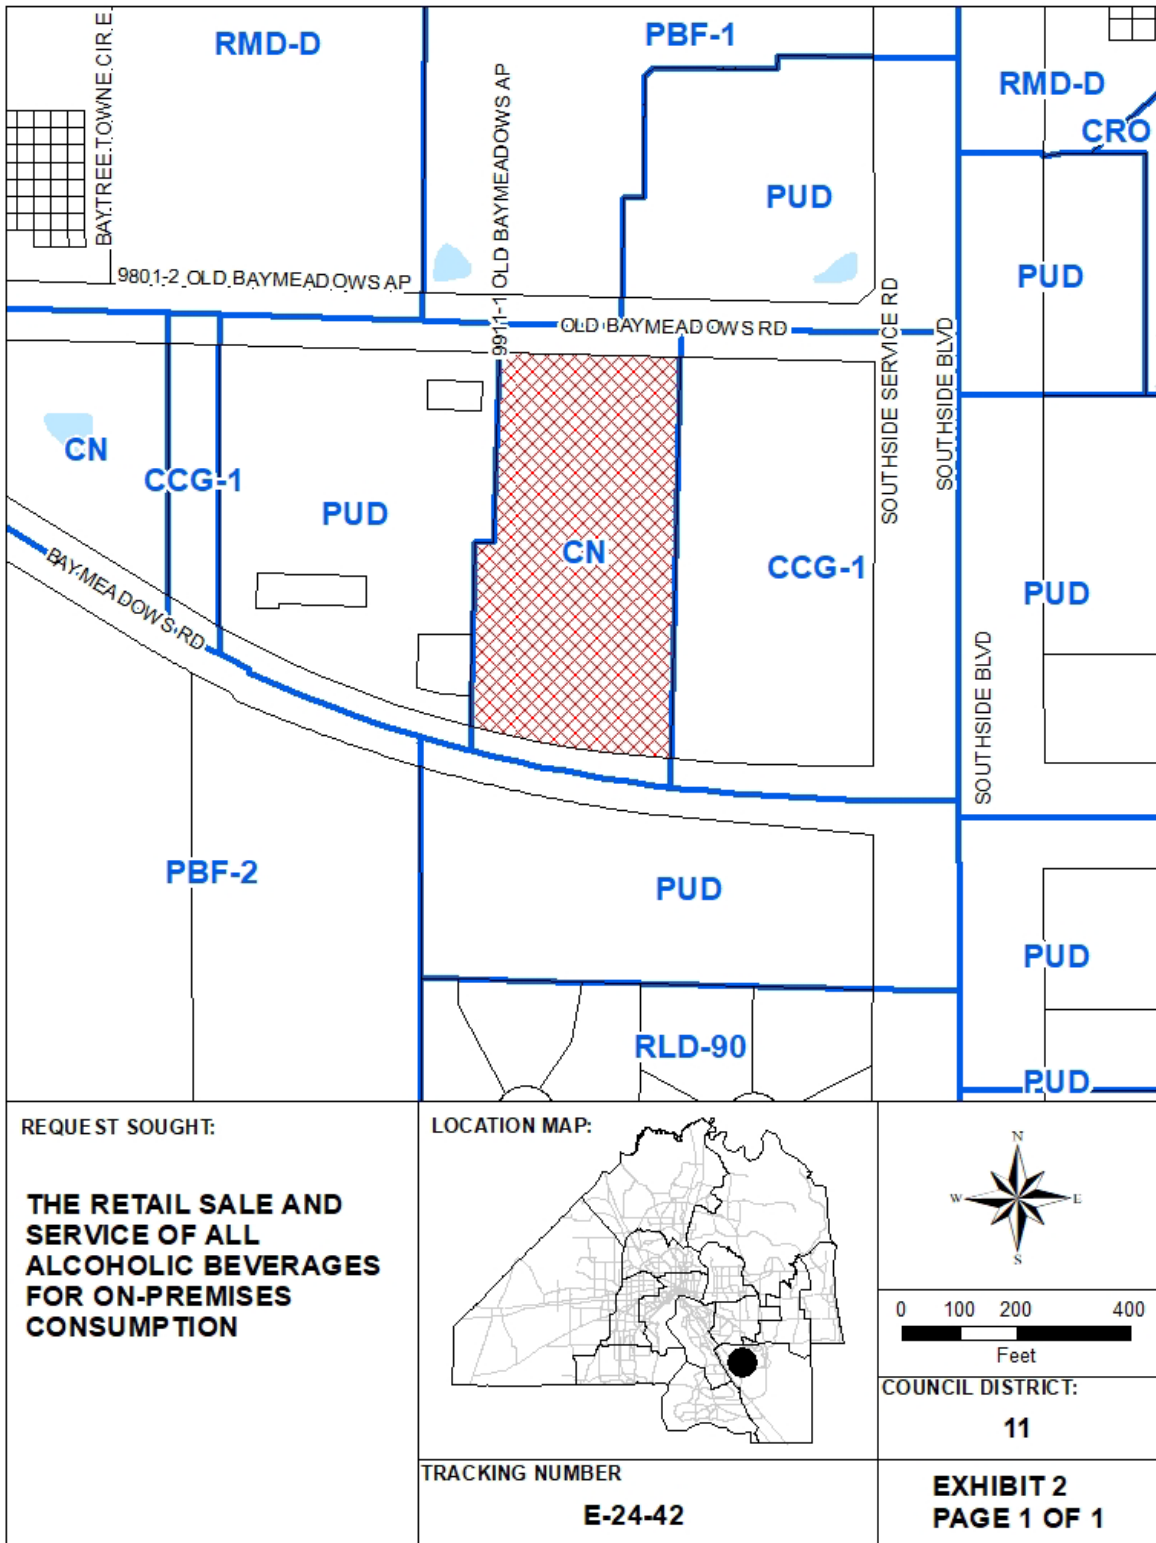 RMD-D
PBF-1
BAYTREE TOWNE CIR E
9911-1 OLD BAYMEADOWS AP
RMD-D
CRO
PUD
PUD
9801-2 OLD BAYMEADOWS AP
OLD BAYMEADOWS RD
SOUTHSIDE SERVICE RD
SOUTHSIDE BLVD
CN
CCG-1
PUD
CN
CCG-1
PUD
BAYMEADOWS RD
SOUTHSIDE BLVD
PBF-2
PUD
PUD
RLD-90
PUD
REQUEST SOUGHT:
THE RETAIL SALE AND
SERVICE OF ALL
ALCOHOLIC BEVERAGES
FOR ON-PREMISES
CONSUMPTION
LOCATION MAP:
N
W
E
S
0 100 200 400
Feet
COUNCIL DISTRICT:
11
TRACKING NUMBER
E-24-42
EXHIBIT 2
PAGE 1 OF 1